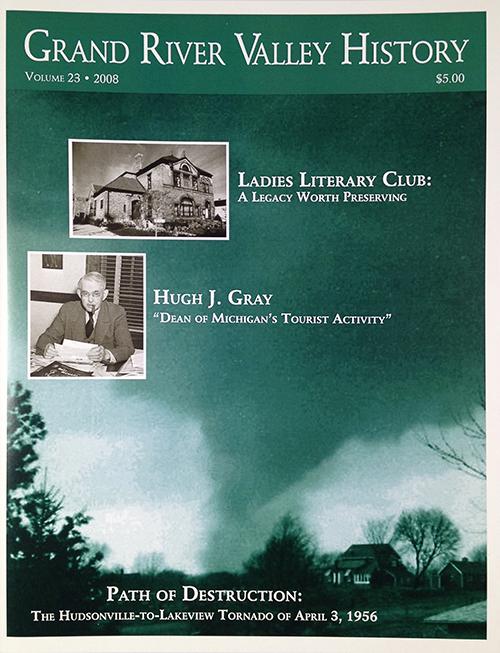 GRAND RIVER VALLEY HISTORY
VOLUME 23 • 2008
$5.00
LADIES LITERARY CLUB:
A LEGACY WORTH PRESERVING
HUGH J. GRAY
"DEAN OF MICHIGAN'S TOURIST ACTIVITY"
PATH OF DESTRUCTION:
THE HUDSONVILLE-TO-LAKEVIEW TORNADO OF APRIL 3, 1956